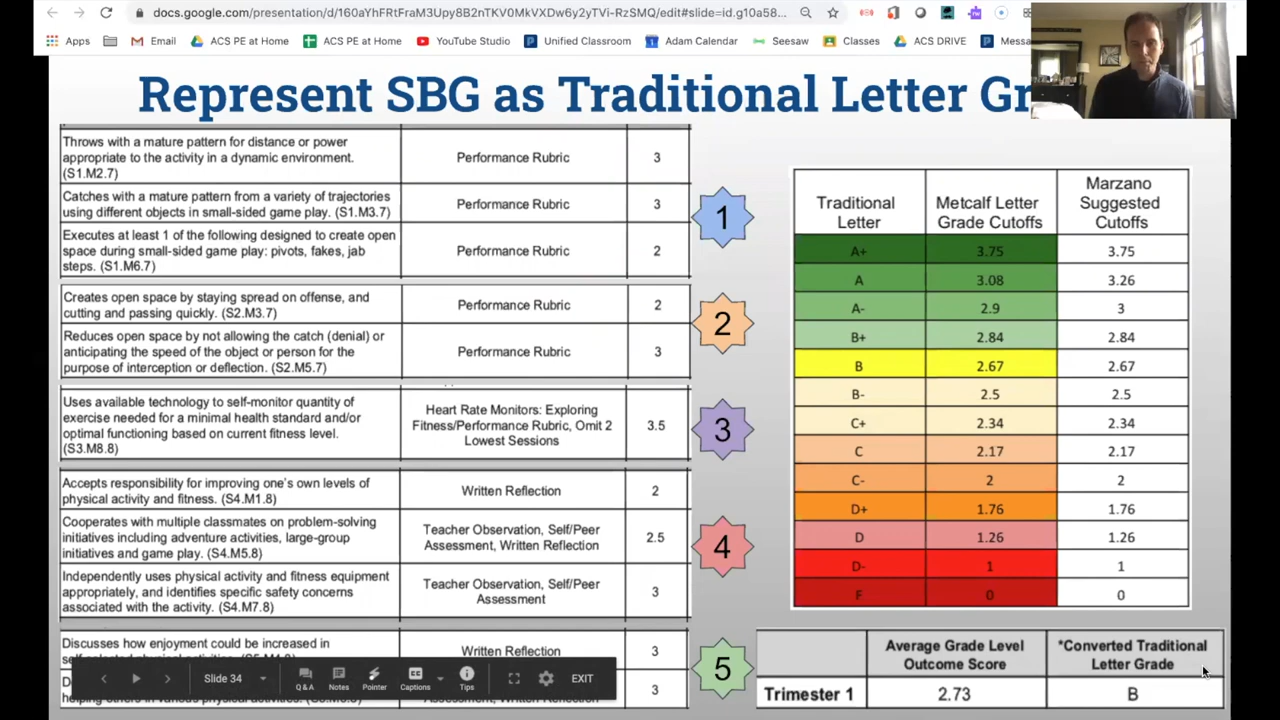 docs.google.com/presentation/d/160aYhFRtFraM3Upy8B2nTKV0MkVXDw6y2yTVi-RzSMQ/edit#slide=id.g10a58...
Apps
Email
ACS PE at Home
ACS PE at Home
YouTube Studio
Unified Classroom
Adam Calendar
Seesaw
Classes
ACS DRIVE
Represent SBG as Traditional Letter
Throws with a mature pattern for distance or power
appropriate to the activity in a dynamic environment.
(S1.M2.7)
Performance Rubric
3
Catches with a mature pattern from a variety of trajectories
using different objects in small-sided game play. (S1.M3.7)
Performance Rubric
3
Executes at least 1 of the following designed to create open
space during small-sided game play: pivots, fakes, jab
steps. (S1.M6.7)
Performance Rubric
2
1
Creates open space by staying spread on offense, and
cutting and passing quickly. (S2.M3.7)
Performance Rubric
2
Reduces open space by not allowing the catch (denial) or
anticipating the speed of the object or person for the
purpose of interception or deflection. (S2.M5.7)
Performance Rubric
3
2
Uses available technology to self-monitor quantity of
exercise needed for a minimal health standard and/or
optimal functioning based on current fitness level.
(S3.M8.8)
Heart Rate Monitors: Exploring
Fitness/Performance Rubric, Omit 2
Lowest Sessions
3.5
3
Accepts responsibility for improving one's own levels of
physical activity and fitness. (S4.M1.8)
Written Reflection
2
Cooperates with multiple classmates on problem-solving
initiatives including adventure activities, large-group
initiatives and game play. (S4.M5.8)
Teacher Observation, Self/Peer
Assessment, Written Reflection
2.5
Independently uses physical activity and fitness equipment
appropriately, and identifies specific safety concerns
associated with the activity. (S4.M7.8)
Teacher Observation, Self/Peer
Assessment
3
4
Discusses how enjoyment could be increased in
Written Reflection
3
3
5
Slide 34
Q & A
Notes
Pointer
Captions
Tips
EXIT
Traditional
Letter
Metcalf Letter
Grade Cutoffs
Marzano
Suggested
Cutoffs
A+ 3.75 3.75
A 3.08 3.26
A- 2.9 3
B+ 2.84 2.84
B 2.67 2.67
B- 2.5 2.5
C+ 2.34 2.34
C 2.17 2.17
C- 2 2
D+ 1.76 1.76
D 1.26 1.26
D- 1 1
F 0 0
Average Grade Level
Outcome Score
*Converted Traditional
Letter Grade
Trimester 1 2.73 B